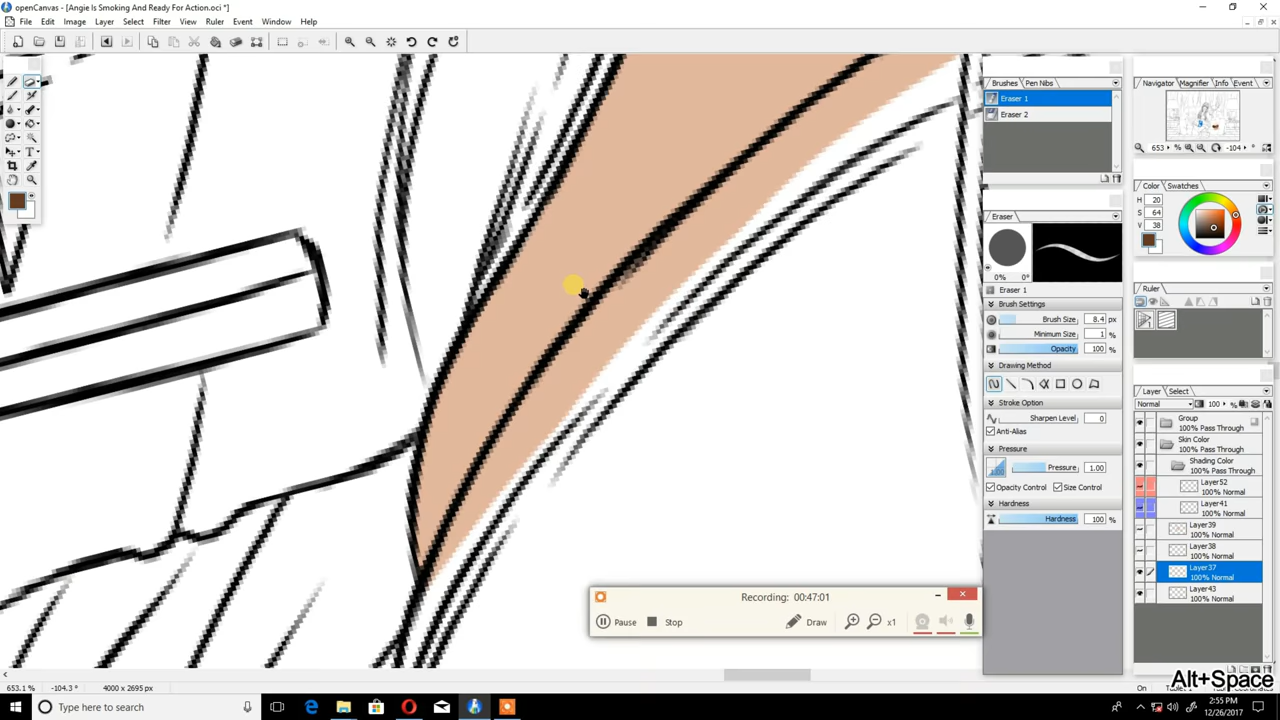 openCanvas - [Angie Is Smoking And Ready For Action.oci *]
File Edit Image Layer Select Filter View Ruler Event Window Help
Brushes Pen Nibs
Eraser 1
Eraser 2
Eraser
0% 0°
Eraser 1
Brush Settings
Brush Size 8.4 px
Minimum Size 1 %
Opacity 100 %
Drawing Method
Stroke Option
Sharpen Level 0
Anti-Alias
Pressure
Pressure 1.00
Opacity Control Size Control
Hardness
Hardness 100 %
Navigator Magnifier Info Event
653 % -104 °
Color Swatches
H 20
S 64
V 38
Ruler
Layer Select
Normal 100 %
Group
100% Pass Through
Skin Color
100% Pass Through
Shading Color
100% Pass Through
Layer52
100% Normal
Layer41
100% Normal
Layer39
100% Normal
Layer38
100% Normal
Layer37
100% Normal
Layer43
100% Normal
Recording: 00:47:01
Pause Stop Draw x1
Alt+Space
653.1 % -104.3 ° 4000 x 2695 px On
Type here to search
2:55 PM
12/26/2017